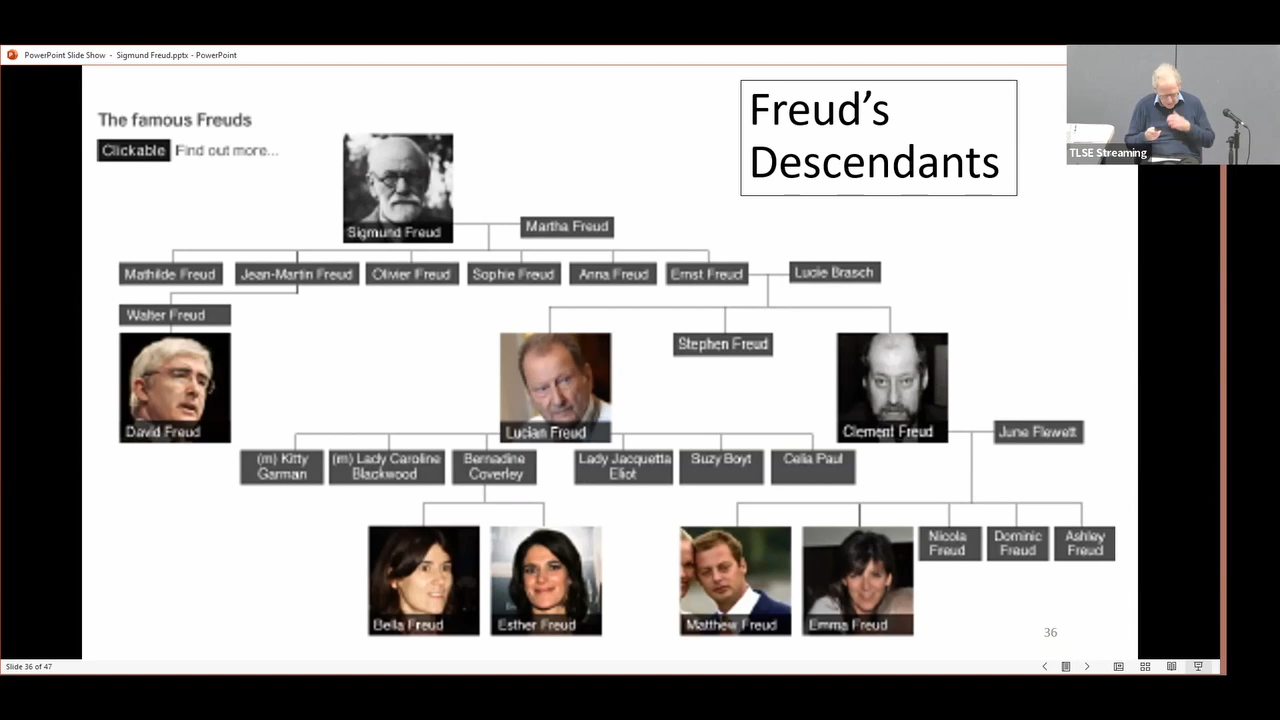 PowerPoint Slide Show - Sigmund Freud.pptx - PowerPoint
Freud's
Descendants
TLSE Streaming
The famous Freuds
Clickable Find out more...
Sigmund Freud
Martha Freud
Mathilde Freud
Jean-Martin Freud
Olivier Freud
Sophie Freud
Anna Freud
Ernst Freud
Lucie Brasch
Walter Freud
Stephen Freud
David Freud
Lucian Freud
Clement Freud
June Flewett
(m) Kitty
Garman
(m) Lady Caroline
Blackwood
Bernadine
Coverley
Lady Jacquetta
Eliot
Suzy Boyt
Celia Paul
Nicola
Freud
Dominic
Freud
Ashley
Freud
Bella Freud
Esther Freud
Matthew Freud
Emma Freud
36
Slide 36 of 47